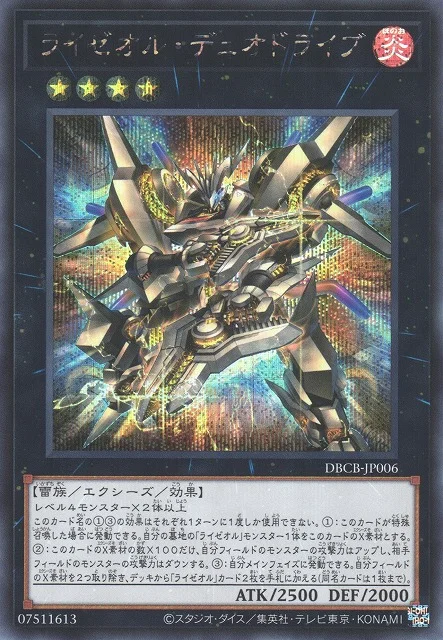 ライゼオル・デュオドライブ
炎
DBCB-JP006
【雷族／エクシーズ／効果】
レベル4モンスター×2体以上
このカード名の①③の効果はそれぞれ1ターンに1度しか使用できない。①：このカードが特殊
召喚した場合に発動できる。自分の墓地の「ライゼオル」モンスター1体をこのカードのX素材とする。
②：このカードのX素材の数×100だけ、自分フィールドのモンスターの攻撃力はアップし、相手
フィールドのモンスターの攻撃力はダウンする。③：自分メインフェイズに発動できる。自分フィールド
のX素材を2つ取り除き、デッキから「ライゼオル」カード2枚を手札に加える（同名カードは1枚まで）。
ATK/2500 DEF/2000
07511613
©スタジオ・ダイス／集英社・テレビ東京・KONAMI